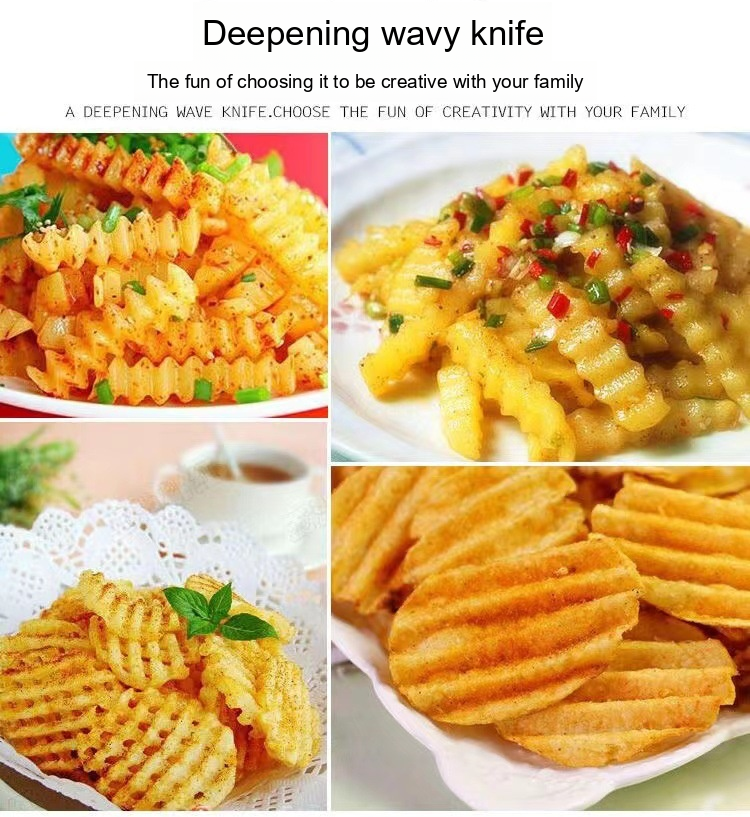 Deepening wavy knife
The fun of choosing it to be creative with your family
A DEEPENING WAVE KNIFE.CHOOSE THE FUN OF CREATIVITY WITH YOUR FAMILY